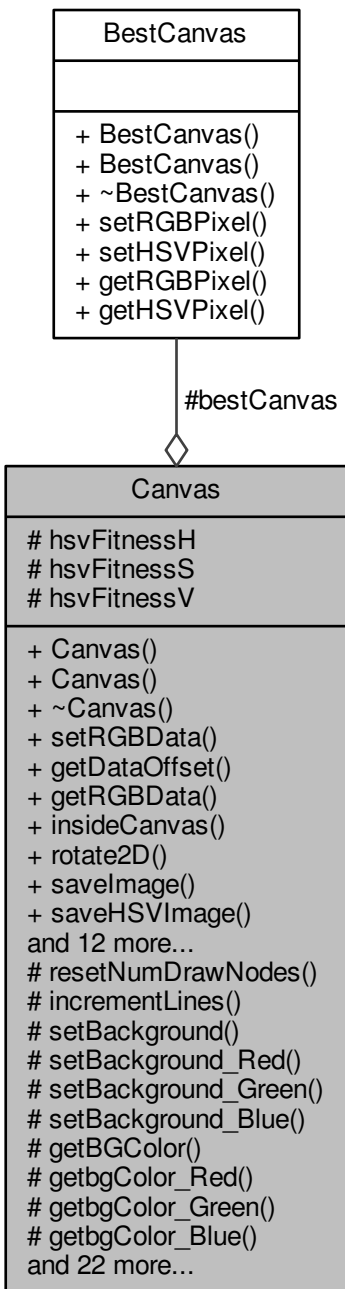 BestCanvas
+ BestCanvas()
+ BestCanvas()
+ ~BestCanvas()
+ setRGBPixel()
+ setHSVPixel()
+ getRGBPixel()
+ getHSVPixel()
#bestCanvas
Canvas
# hsvFitnessH
# hsvFitnessS
# hsvFitnessV
+ Canvas()
+ Canvas()
+ ~Canvas()
+ setRGBData()
+ getDataOffset()
+ getRGBData()
+ insideCanvas()
+ rotate2D()
+ saveImage()
+ saveHSVImage()
and 12 more...
# resetNumDrawNodes()
# incrementLines()
# setBackground()
# setBackground_Red()
# setBackground_Green()
# setBackground_Blue()
# getBGColor()
# getbgColor_Red()
# getbgColor_Green()
# getbgColor_Blue()
and 22 more...